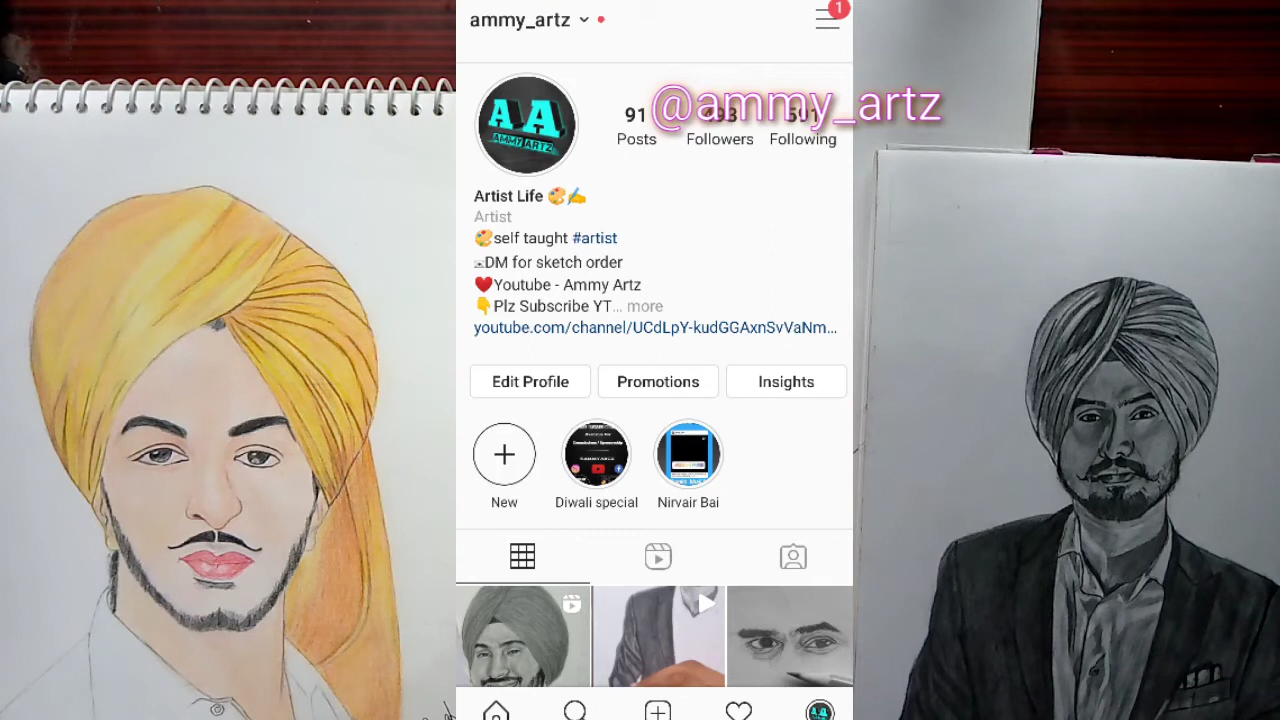 ammy_artz
1
@ammy_artz
AA
AMMY ARTZ
91
Posts
Followers
Following
Artist Life 🎨✍️
Artist
🎨self taught #artist
DM for sketch order
❤️Youtube - Ammy Artz
👇Plz Subscribe YT... more
youtube.com/channel/UCdLpY-kudGGAxnSvVaNm...
Edit Profile
Promotions
Insights
New
Diwali special
Nirvair Bai